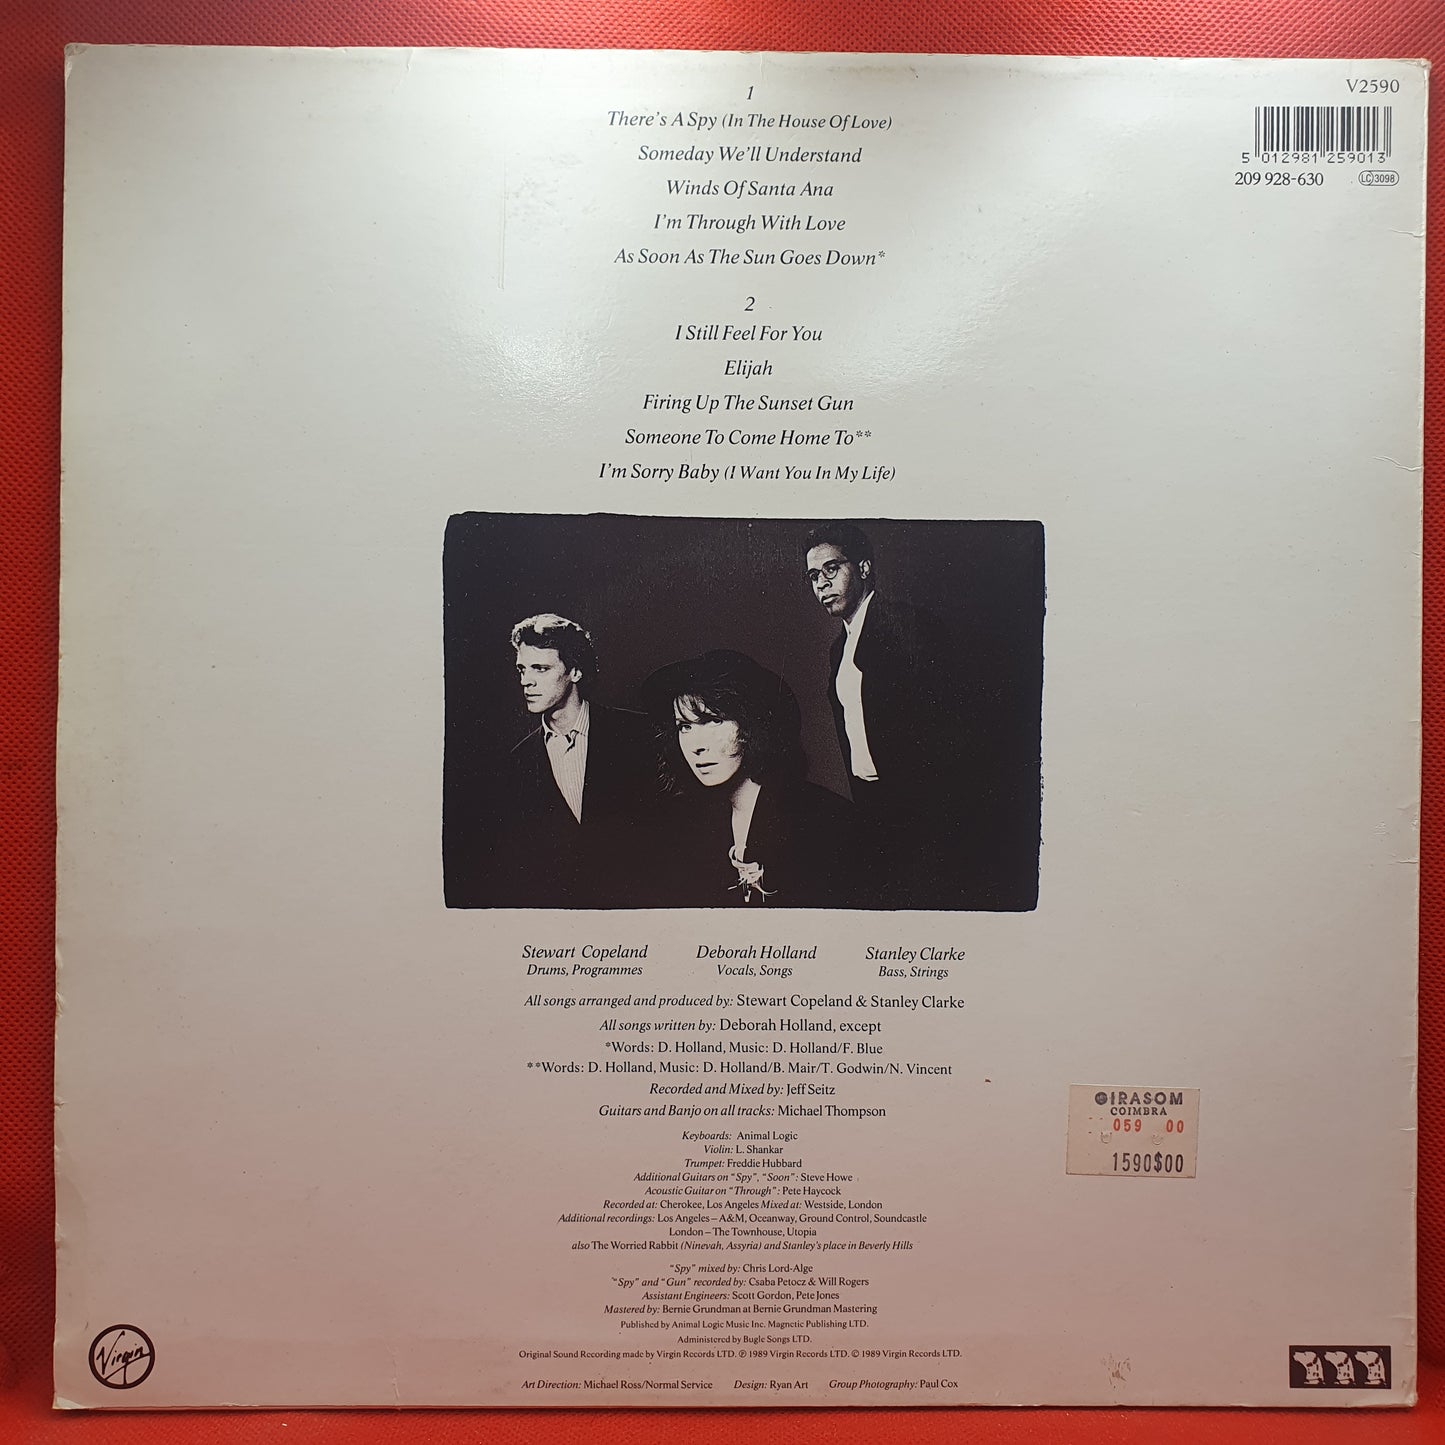 V2590
5 012981 259013
209 928-630
LC 3098
1
There's A Spy (In The House Of Love)
Someday We'll Understand
Winds Of Santa Ana
I'm Through With Love
As Soon As The Sun Goes Down*
2
I Still Feel For You
Elijah
Firing Up The Sunset Gun
Someone To Come Home To**
I'm Sorry Baby (I Want You In My Life)
Stewart Copeland Deborah Holland Stanley Clarke
Drums, Programmes Vocals, Songs Bass, Strings
All songs arranged and produced by: Stewart Copeland & Stanley Clarke
All songs written by: Deborah Holland, except
*Words: D. Holland, Music: D. Holland/F. Blue
**Words: D. Holland, Music: D. Holland/B. Mair/T. Godwin/N. Vincent
Recorded and Mixed by: Jeff Seitz
Guitars and Banjo on all tracks: Michael Thompson
Keyboards: Animal Logic
Violin: L. Shankar
Trumpet: Freddie Hubbard
Additional Guitars on "Spy", "Soon": Steve Howe
Acoustic Guitar on "Through": Pete Haycock
Recorded at: Cherokee, Los Angeles Mixed at: Westside, London
Additional recordings: Los Angeles – A&M, Oceanway, Ground Control, Soundcastle
London – The Townhouse, Utopia
also The Worried Rabbit (Ninevah, Assyria) and Stanley's place in Beverly Hills
"Spy" mixed by: Chris Lord-Alge
"Spy" and "Gun" recorded by: Csaba Petocz & Will Rogers
Assistant Engineers: Scott Gordon, Pete Jones
Mastered by: Bernie Grundman at Bernie Grundman Mastering
Published by Animal Logic Music Inc. Magnetic Publishing LTD.
Administered by Bugle Songs LTD.
Original Sound Recording made by Virgin Records LTD. ℗ 1989 Virgin Records LTD. © 1989 Virgin Records LTD.
Art Direction: Michael Ross/Normal Service Design: Ryan Art Group Photography: Paul Cox
GIRASOM
COIMBRA
059 00
1590$00
Virgin